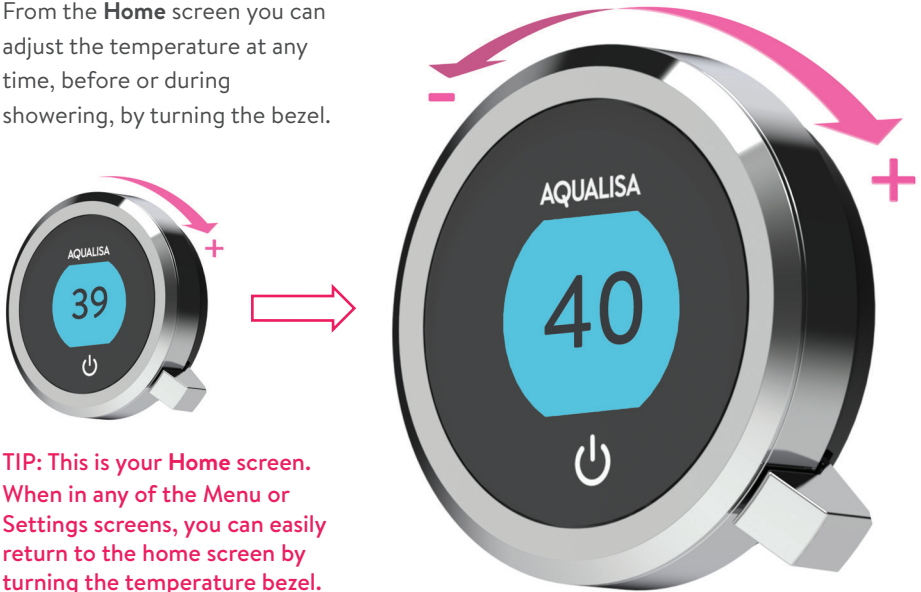 From the Home screen you can
adjust the temperature at any
time, before or during
showering, by turning the bezel.
-
+
AQUALISA
39
+
AQUALISA
40
TIP: This is your Home screen.
When in any of the Menu or
Settings screens, you can easily
return to the home screen by
turning the temperature bezel.